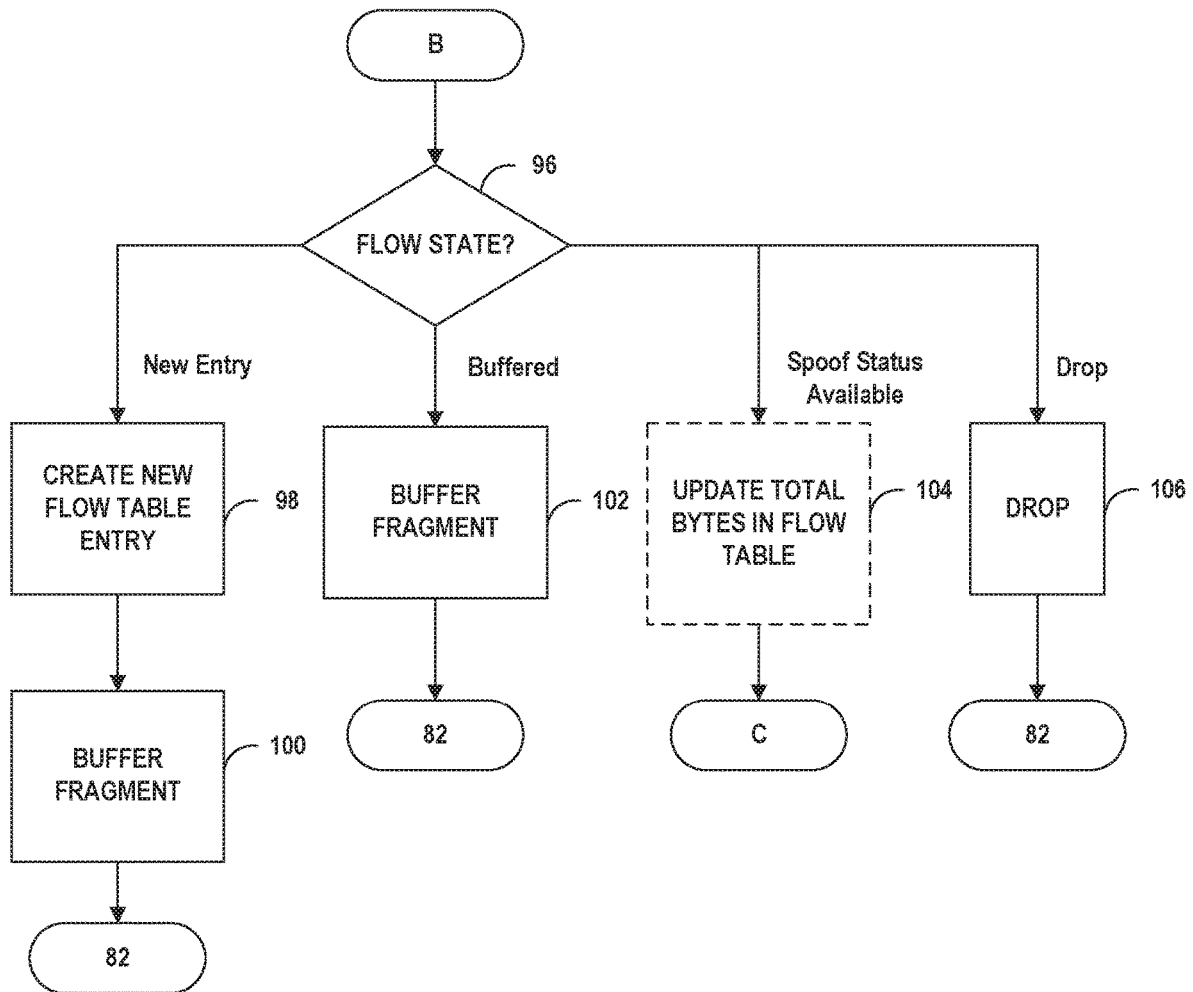 B
96
FLOW STATE?
New Entry
Buffered
Spoof Status
Available
Drop
CREATE NEW
FLOW TABLE
ENTRY
98
BUFFER
FRAGMENT
102
UPDATE TOTAL
BYTES IN FLOW
TABLE
104
DROP
106
BUFFER
FRAGMENT
100
82
C
82
82